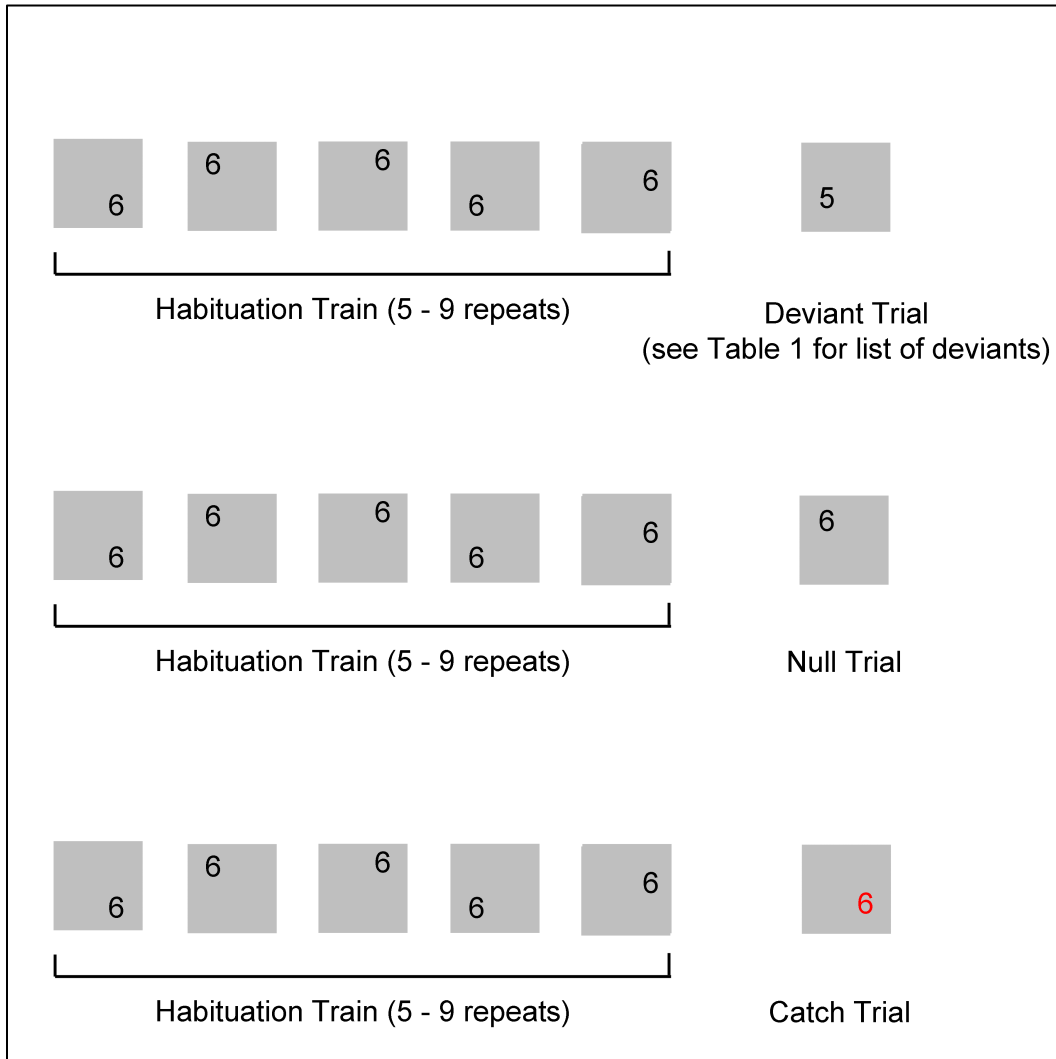 6 6 6 6 6 5
Habituation Train (5 - 9 repeats)
Deviant Trial
(see Table 1 for list of deviants)
6 6 6 6 6 6
Habituation Train (5 - 9 repeats)
Null Trial
6 6 6 6 6 6
Habituation Train (5 - 9 repeats)
Catch Trial